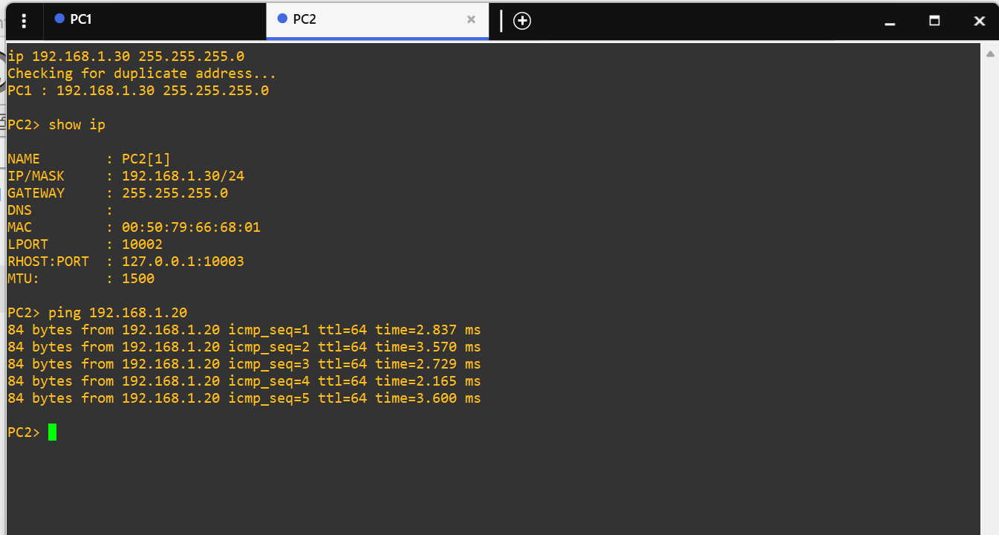 PC1
PC2
ip 192.168.1.30 255.255.255.0
Checking for duplicate address...
PC1 : 192.168.1.30 255.255.255.0
PC2> show ip
NAME        : PC2[1]
IP/MASK     : 192.168.1.30/24
GATEWAY     : 255.255.255.0
DNS         :
MAC         : 00:50:79:66:68:01
LPORT       : 10002
RHOST:PORT  : 127.0.0.1:10003
MTU:        : 1500
PC2> ping 192.168.1.20
84 bytes from 192.168.1.20 icmp_seq=1 ttl=64 time=2.837 ms
84 bytes from 192.168.1.20 icmp_seq=2 ttl=64 time=3.570 ms
84 bytes from 192.168.1.20 icmp_seq=3 ttl=64 time=2.729 ms
84 bytes from 192.168.1.20 icmp_seq=4 ttl=64 time=2.165 ms
84 bytes from 192.168.1.20 icmp_seq=5 ttl=64 time=3.600 ms
PC2>